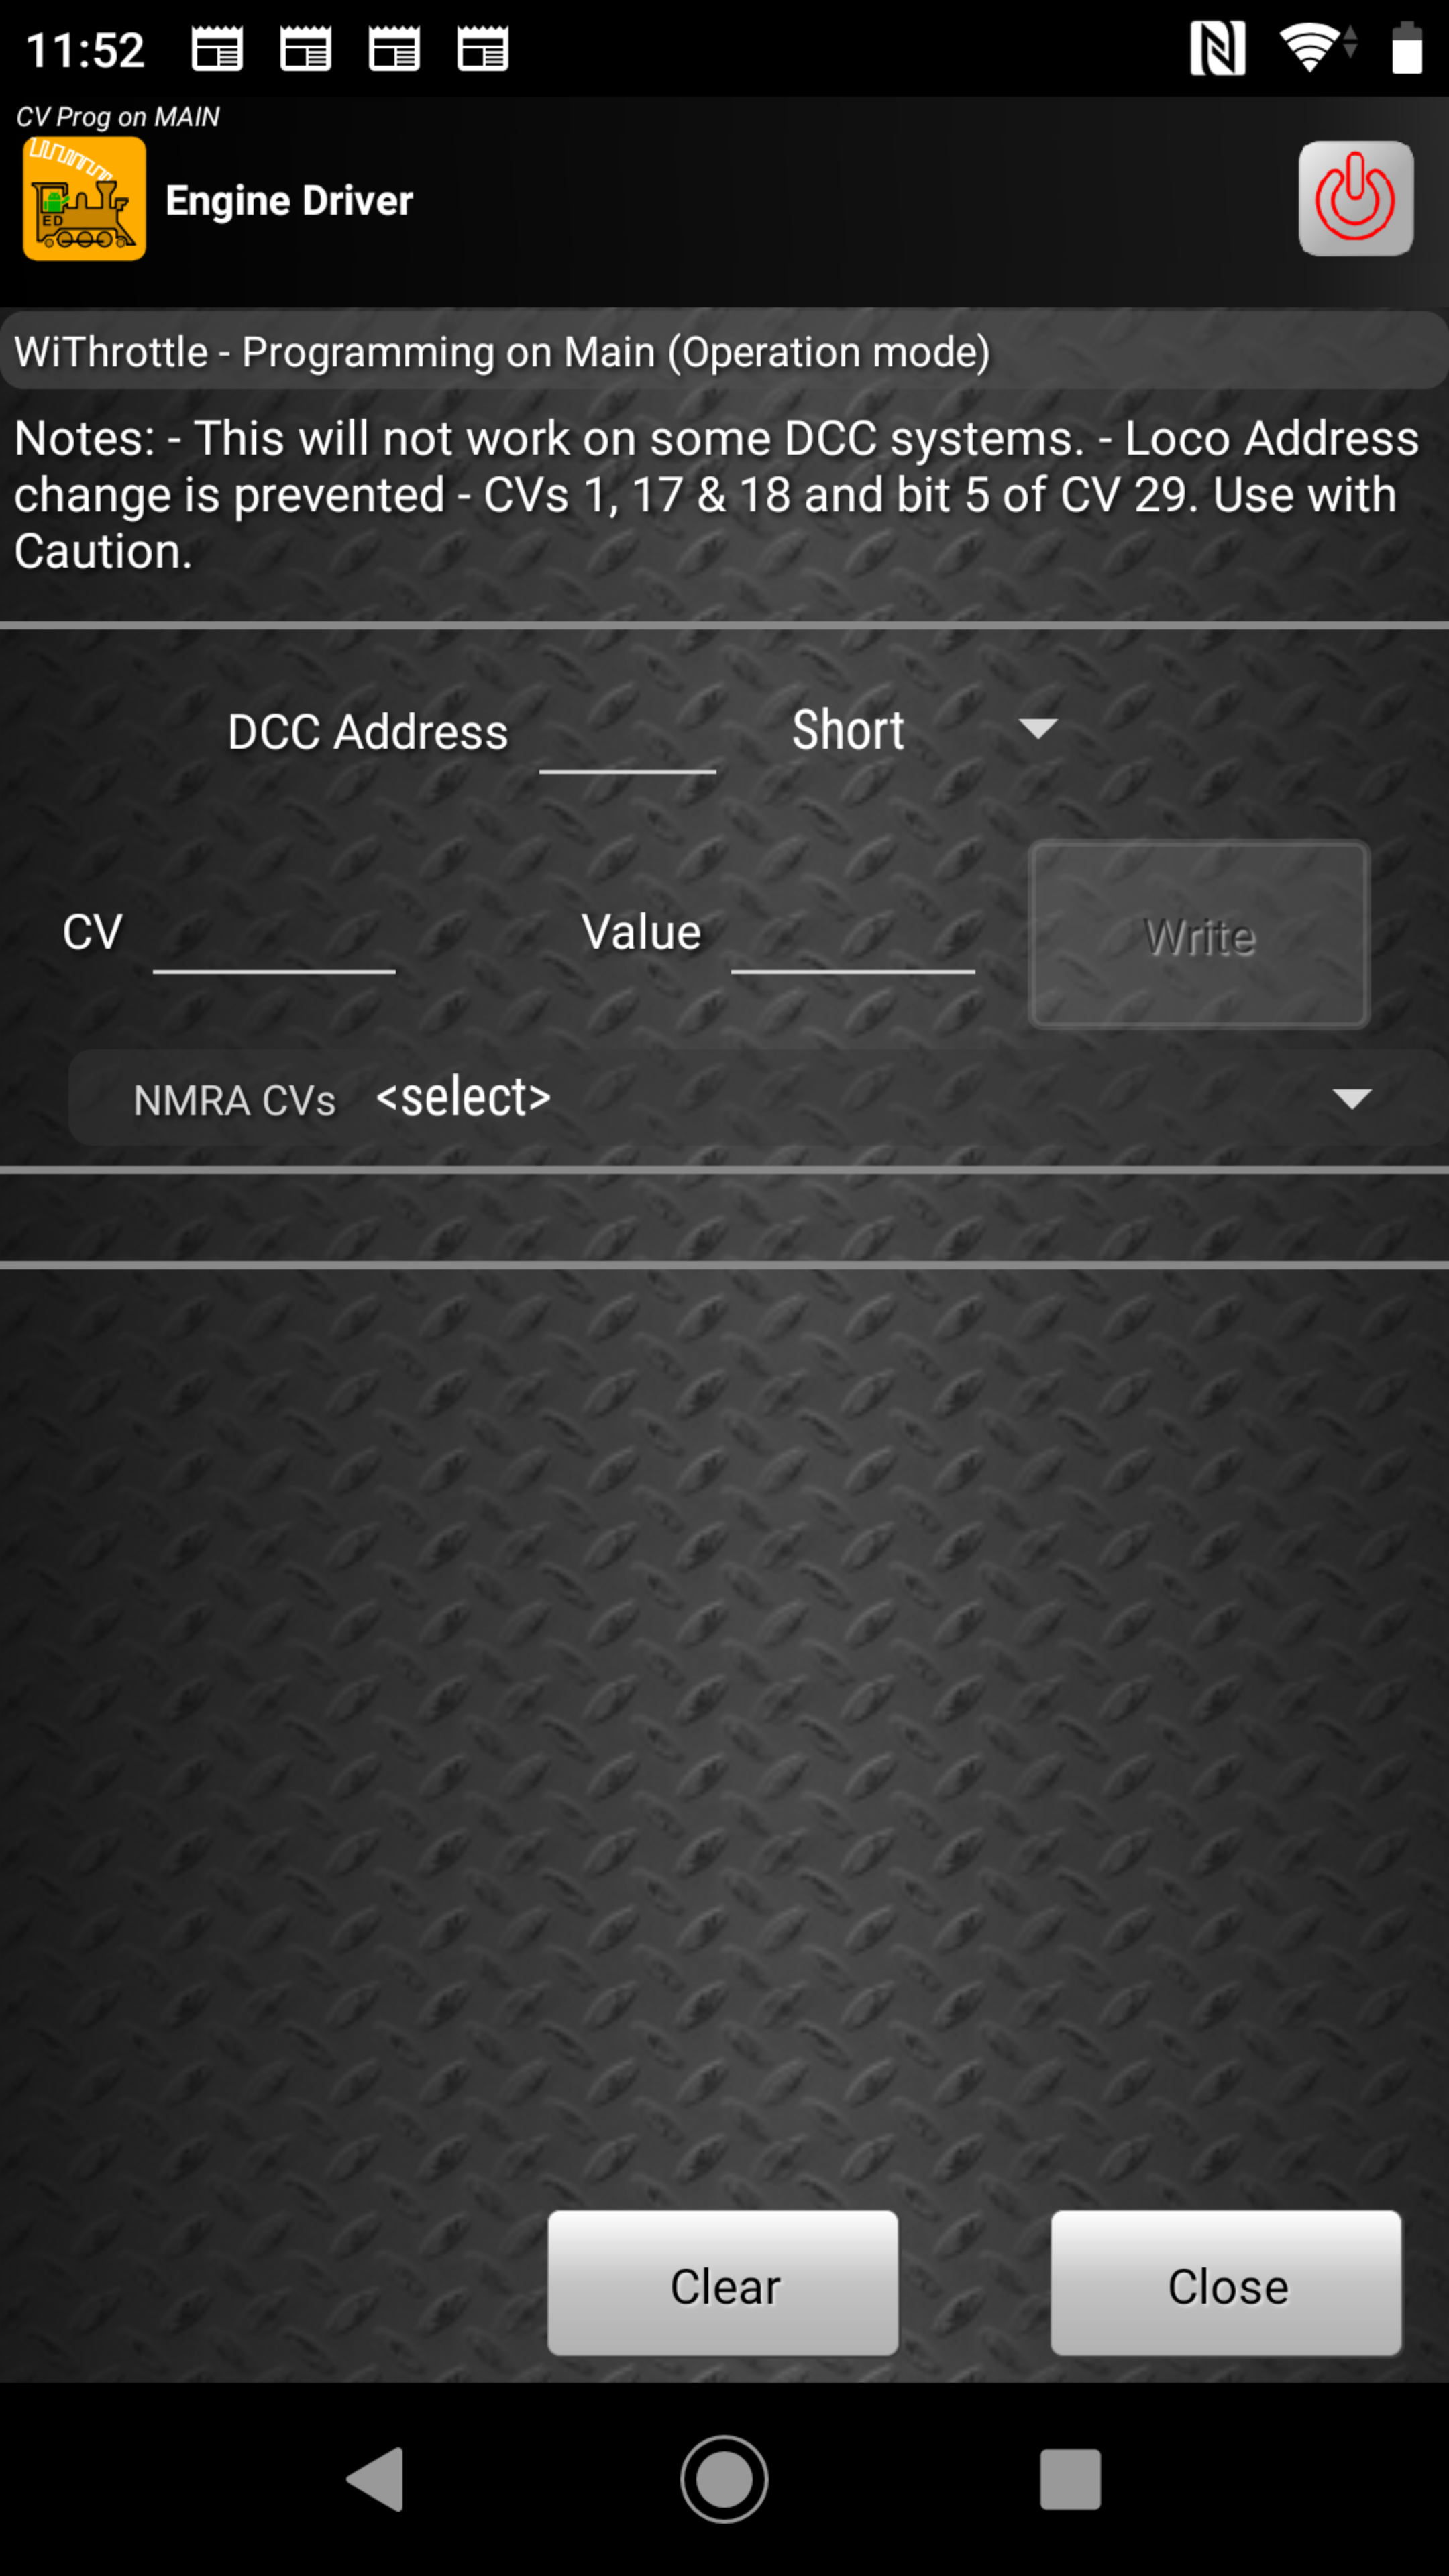 11:52
CV Prog on MAIN
ED
Engine Driver
WiThrottle - Programming on Main (Operation mode)
Notes: - This will not work on some DCC systems. - Loco Address
change is prevented - CVs 1, 17 & 18 and bit 5 of CV 29. Use with
Caution.
DCC Address Short
CV Value Write
NMRA CVs <select>
Clear Close